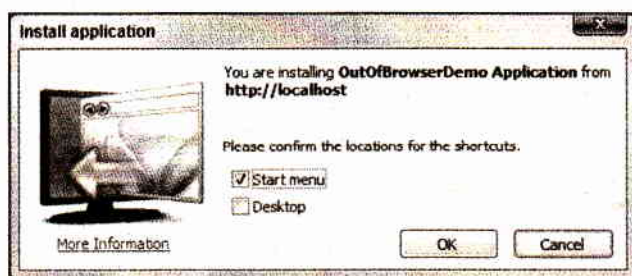 Install application
You are installing OutOfBrowserDemo Application from
http://localhost
Please confirm the locations for the shortcuts.
Start menu
Desktop
More Information
OK
Cancel